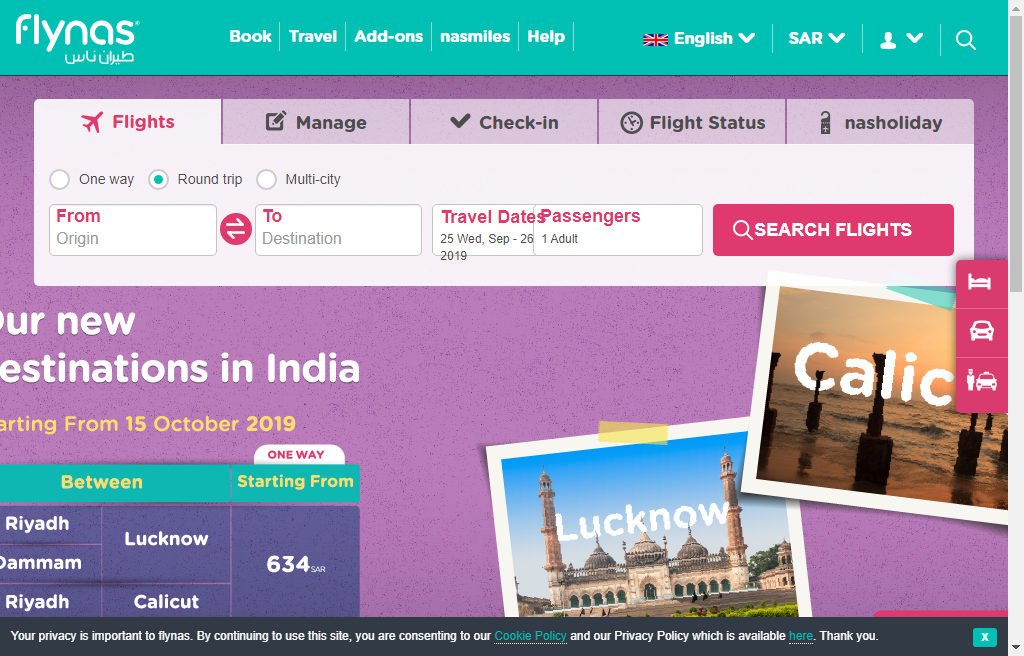 flynas
طيران ناس
Book
Travel
Add-ons
nasmiles
Help
English
SAR
Flights
Manage
Check-in
Flight Status
nasholiday
One way
Round trip
Multi-city
From
Origin
To
Destination
Travel Dates
25 Wed, Sep - 26
2019
Passengers
1 Adult
SEARCH FLIGHTS
ur new
estinations in India
arting From 15 October 2019
ONE WAY
Between
Starting From
Riyadh
Lucknow
Dammam
634 SAR
Riyadh
Calicut
Lucknow
Calic
Your privacy is important to flynas. By continuing to use this site, you are consenting to our Cookie Policy and our Privacy Policy which is available here. Thank you.
X